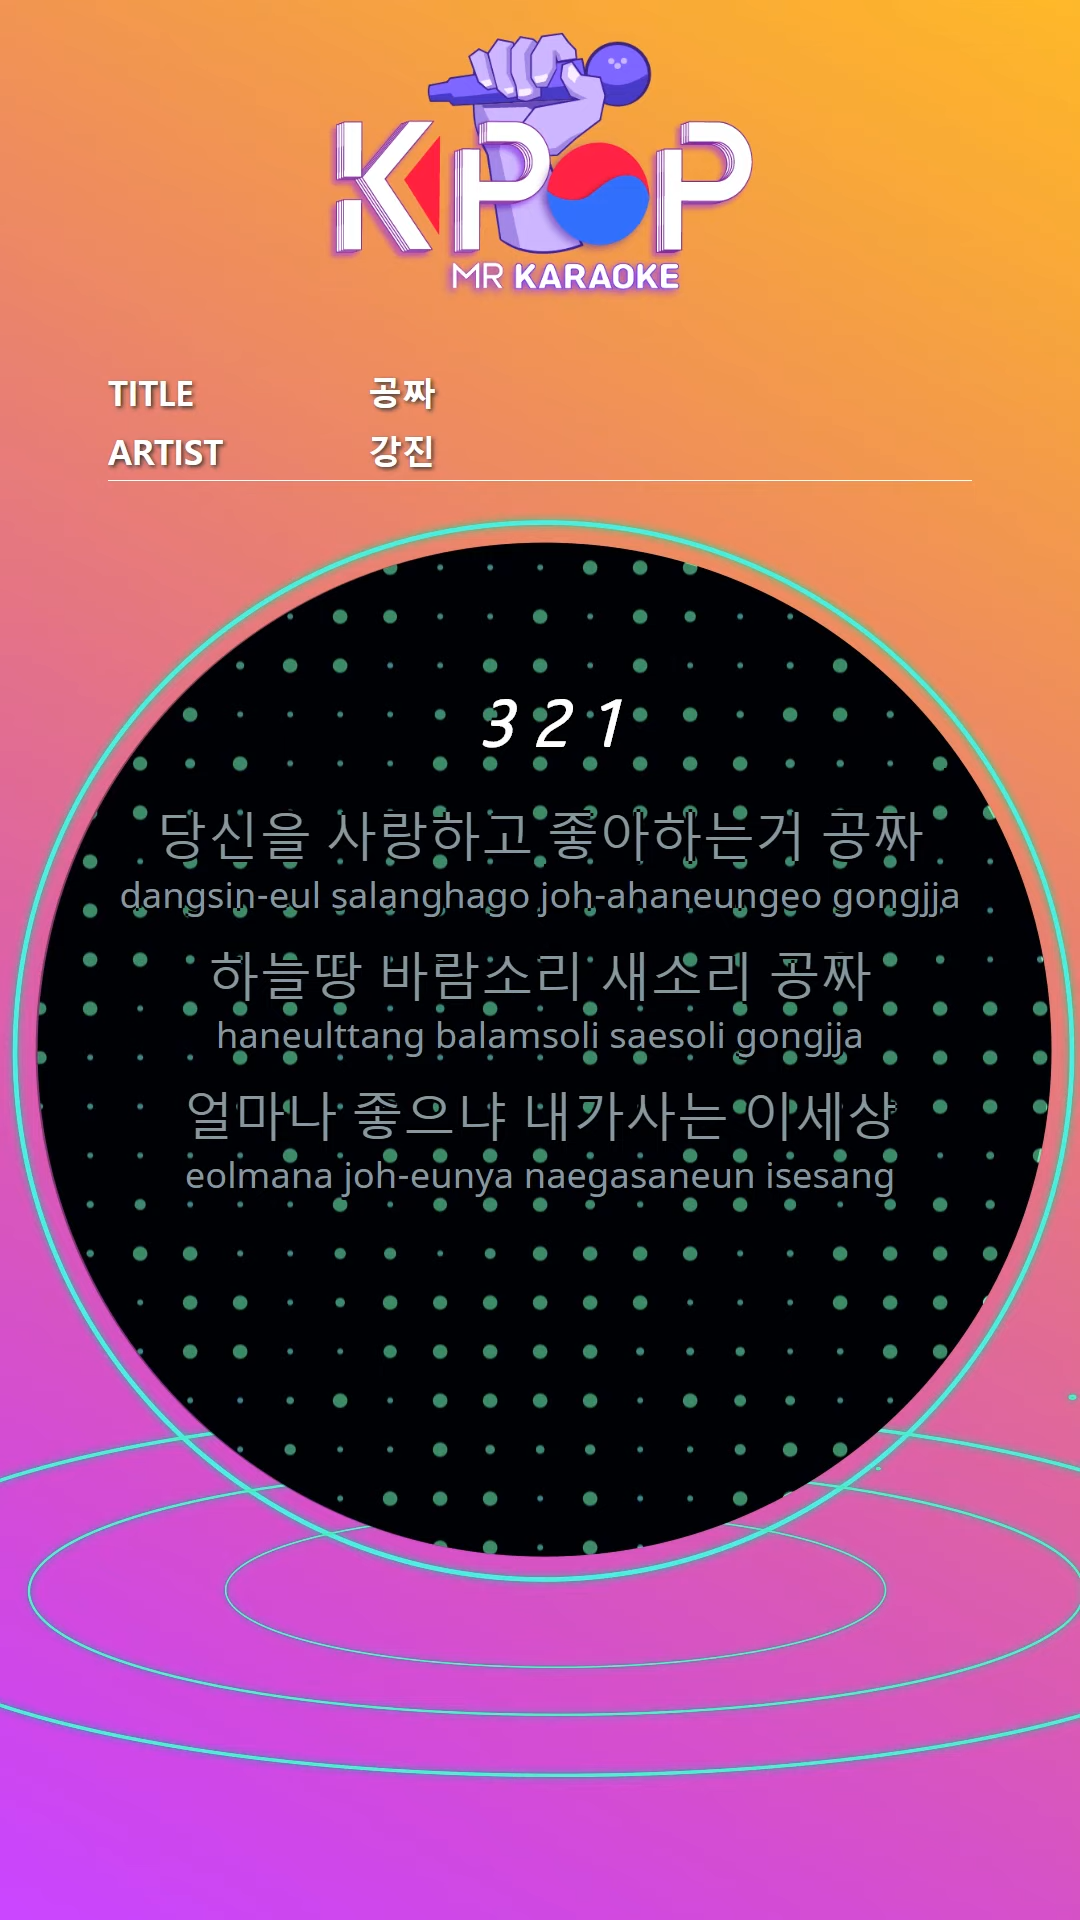 KPOP
MR KARAOKE
TITLE 공짜
ARTIST 강진
3 2 1
당신을 사랑하고 좋아하는거 공짜
dangsin-eul salanghago joh-ahaneungeo gongjja
하늘땅 바람소리 새소리 공짜
haneulttang balamsoli saesoli gongjja
얼마나 좋으냐 내가사는 이세상
eolmana joh-eunya naegasaneun isesang